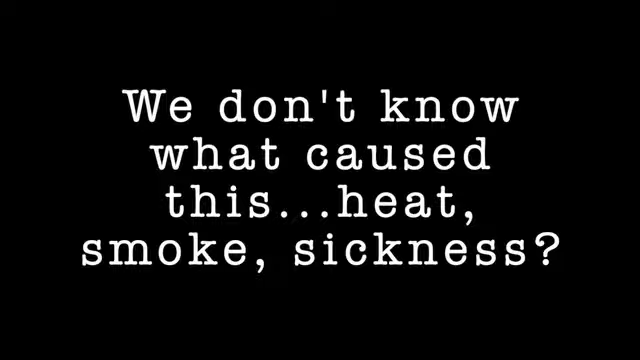 We don't know
what caused
this...heat,
smoke, sickness?